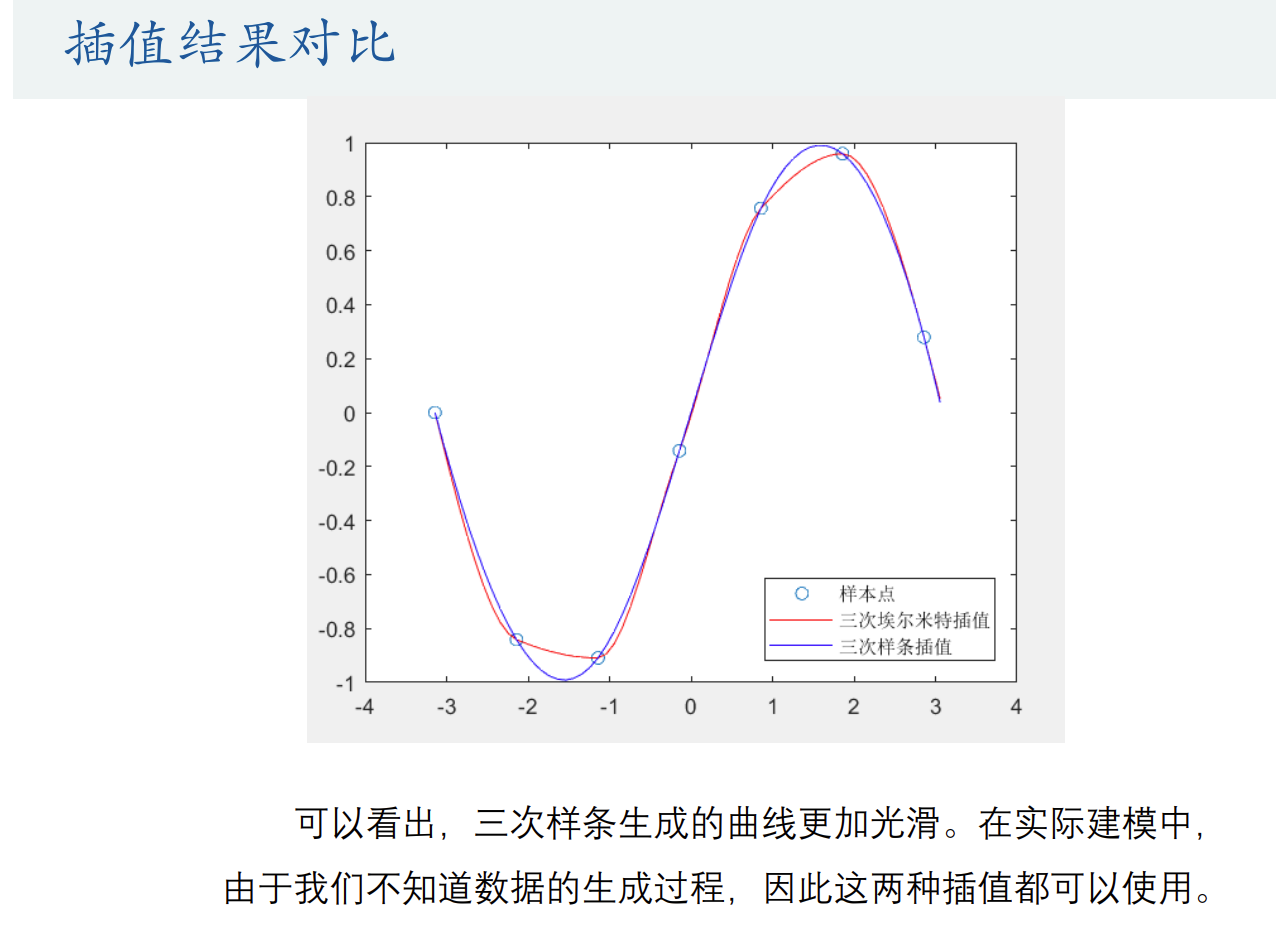 插值结果对比
1
0.8
0.6
0.4
0.2
0
-0.2
-0.4
-0.6
-0.8
-1
-4 -3 -2 -1 0 1 2 3 4
样本点
三次埃尔米特插值
三次样条插值
可以看出，三次样条生成的曲线更加光滑。在实际建模中，
由于我们不知道数据的生成过程，因此这两种插值都可以使用。